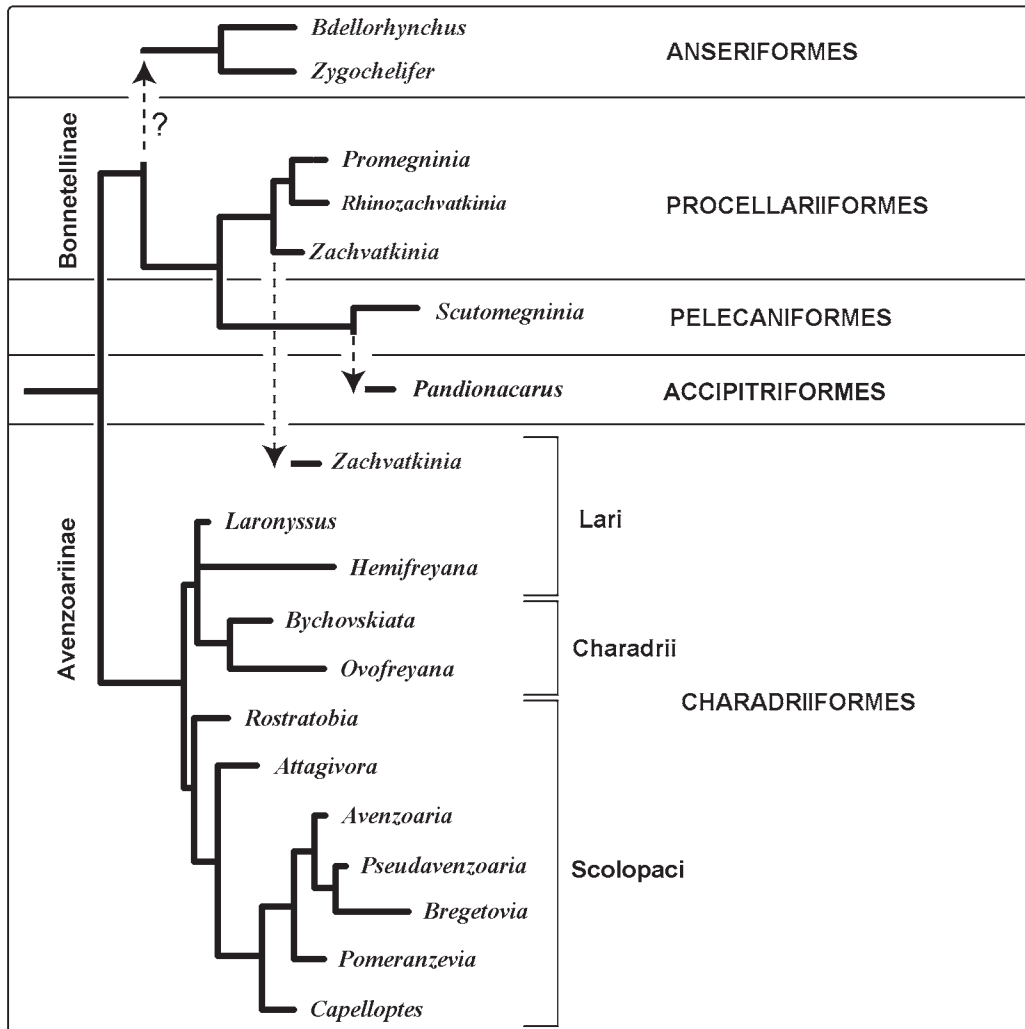 Bdellorhynchus
ANSERIFORMES
Zygochelifer
?
Bonnetellinae
Promegninia
Rhinozachvatkinia
PROCELLARIIFORMES
Zachvatkinia
Scutomegninia
PELECANIFORMES
Pandionacarus
ACCIPITRIFORMES
Zachvatkinia
Laronyssus
Lari
Hemifreyana
Avenzoariinae
Bychovskiata
Charadrii
Ovofreyana
CHARADRIIFORMES
Rostratobia
Attagivora
Avenzoaria
Pseudavenzoaria
Scolopaci
Bregetovia
Pomeranzevia
Capelloptes